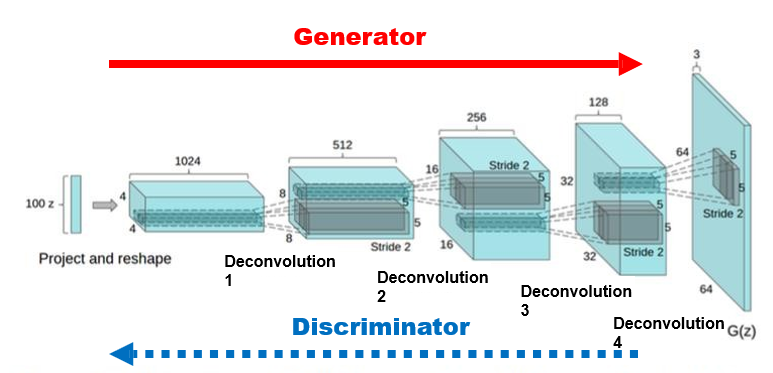 Generator
3
128
256
512
1024
64
16
Stride 2
5
5
32
5
5
8
4
100 z
5
5
5
5
Stride 2
4
8
Stride 2
16
32
Stride 2
Project and reshape
Deconvolution
1
Deconvolution
2
Deconvolution
3
64
Deconvolution
4
G(z)
Discriminator